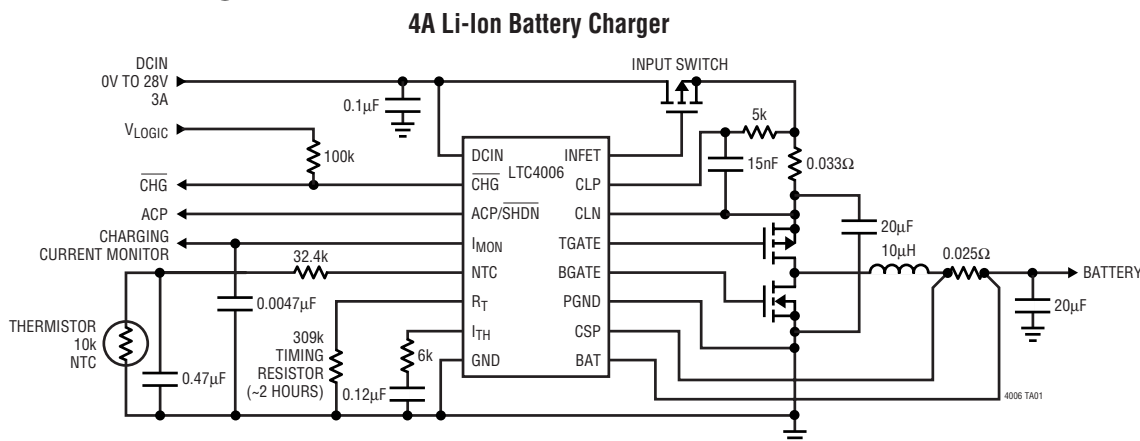 4A Li-Ion Battery Charger
DCIN
0V TO 28V
3A
INPUT SWITCH
0.1μF
5k
VLOGIC
100k
15nF
0.033Ω
DCIN
INFET
LTC4006
CHG
CHG
CLP
ACP
ACP/SHDN
CLN
20μF
CHARGING
CURRENT MONITOR
IMON
TGATE
10μH
0.025Ω
32.4k
NTC
BGATE
BATTERY
0.0047μF
RT
PGND
20μF
THERMISTOR
10k
NTC
309k
TIMING
RESISTOR
(~2 HOURS)
ITH
CSP
6k
GND
BAT
0.47μF
0.12μF
4006 TA01